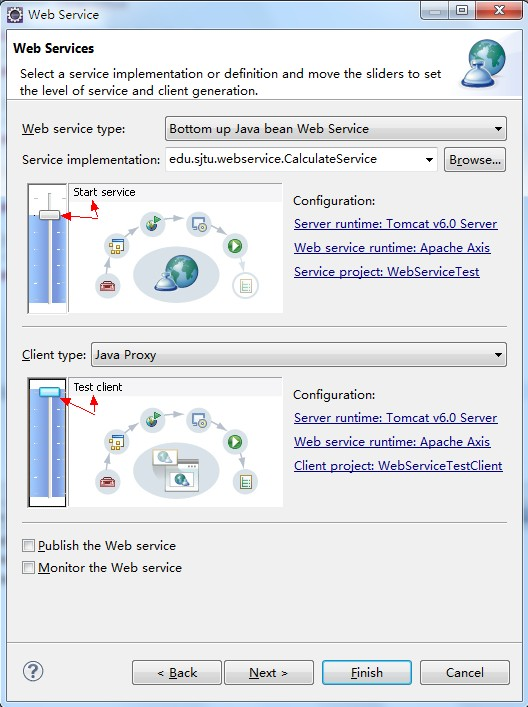 Web Service
Web Services
Select a service implementation or definition and move the sliders to set
the level of service and client generation.
Web service type: Bottom up Java bean Web Service
Service implementation: edu.sjtu.webservice.CalculateService Browse...
Start service
Configuration:
Server runtime: Tomcat v6.0 Server
Web service runtime: Apache Axis
Service project: WebServiceTest
Client type: Java Proxy
Test client
Configuration:
Server runtime: Tomcat v6.0 Server
Web service runtime: Apache Axis
Client project: WebServiceTestClient
Publish the Web service
Monitor the Web service
? < Back Next > Finish Cancel